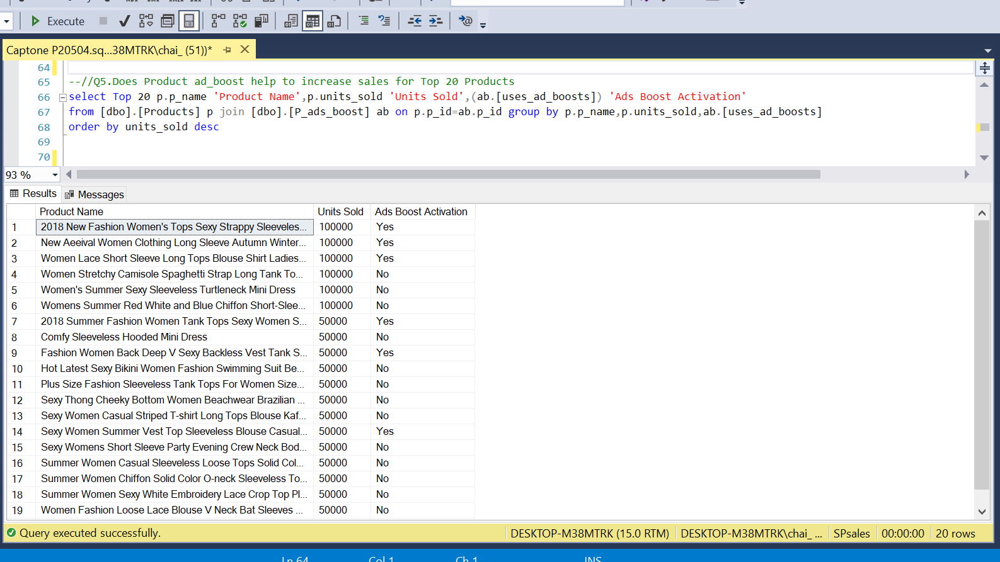 Execute
Captone P20504.sq...38MTRK\chai_ (51))*
64
65 --//Q5.Does Product ad_boost help to increase sales for Top 20 Products
66 select Top 20 p.p_name 'Product Name',p.units_sold 'Units Sold',(ab.[uses_ad_boosts]) 'Ads Boost Activation'
67 from [dbo].[Products] p join [dbo].[P_ads_boost] ab on p.p_id=ab.p_id group by p.p_name,p.units_sold,ab.[uses_ad_boosts]
68 order by units_sold desc
69
70
93 %
Results Messages
Product Name Units Sold Ads Boost Activation
1 2018 New Fashion Women's Tops Sexy Strappy Sleeveles... 100000 Yes
2 New Aeeival Women Clothing Long Sleeve Autumn Winter... 100000 Yes
3 Women Lace Short Sleeve Long Tops Blouse Shirt Ladies... 100000 Yes
4 Women Stretchy Camisole Spaghetti Strap Long Tank To... 100000 No
5 Women's Summer Sexy Sleeveless Turtleneck Mini Dress 100000 No
6 Womens Summer Red White and Blue Chiffon Short-Slee... 100000 No
7 2018 Summer Fashion Women Tank Tops Sexy Women S... 50000 Yes
8 Comfy Sleeveless Hooded Mini Dress 50000 No
9 Fashion Women Back Deep V Sexy Backless Vest Tank S... 50000 Yes
10 Hot Latest Sexy Bikini Women Fashion Swimming Suit Be... 50000 No
11 Plus Size Fashion Sleeveless Tank Tops For Women Size... 50000 No
12 Sexy Thong Cheeky Bottom Women Beachwear Brazilian ... 50000 No
13 Sexy Women Casual Striped T-shirt Long Tops Blouse Kaf... 50000 No
14 Sexy Women Summer Vest Top Sleeveless Blouse Casual... 50000 Yes
15 Sexy Womens Short Sleeve Party Evening Crew Neck Bod... 50000 No
16 Summer Women Casual Sleeveless Loose Tops Solid Col... 50000 No
17 Summer Women Chiffon Solid Color O-neck Sleeveless To... 50000 No
18 Summer Women Sexy White Embroidery Lace Crop Top Pl... 50000 No
19 Women Fashion Loose Lace Blouse V Neck Bat Sleeves ... 50000 No
Query executed successfully. DESKTOP-M38MTRK (15.0 RTM) DESKTOP-M38MTRK\chai_ ... SPsales 00:00:00 20 rows
Ln 64 Col 1 Ch 1 INS